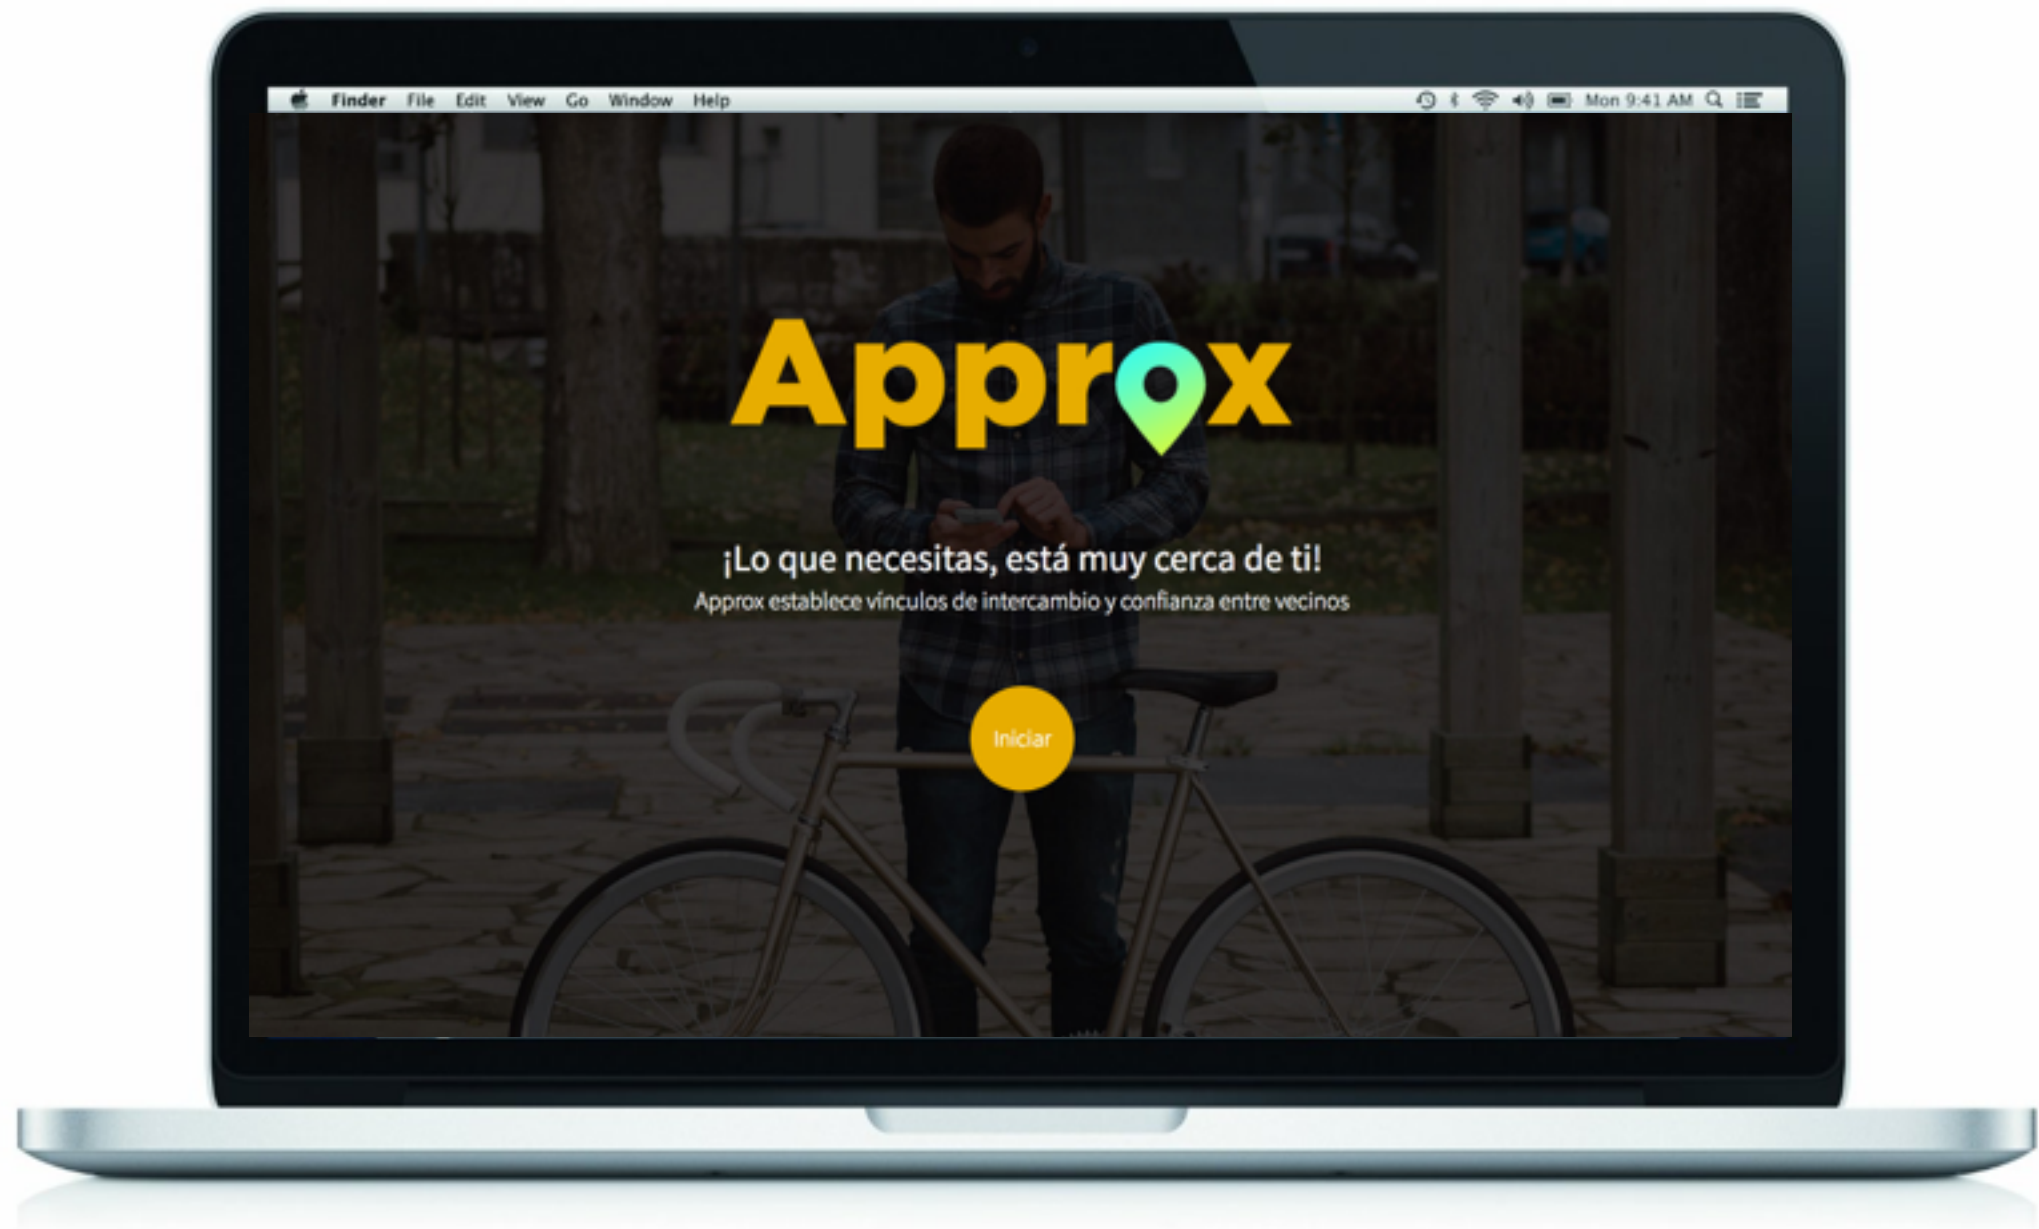 Finder File Edit View Go Window Help Mon 9:41 AM
Approx
¡Lo que necesitas, está muy cerca de ti!
Approx establece vínculos de intercambio y confianza entre vecinos
Iniciar